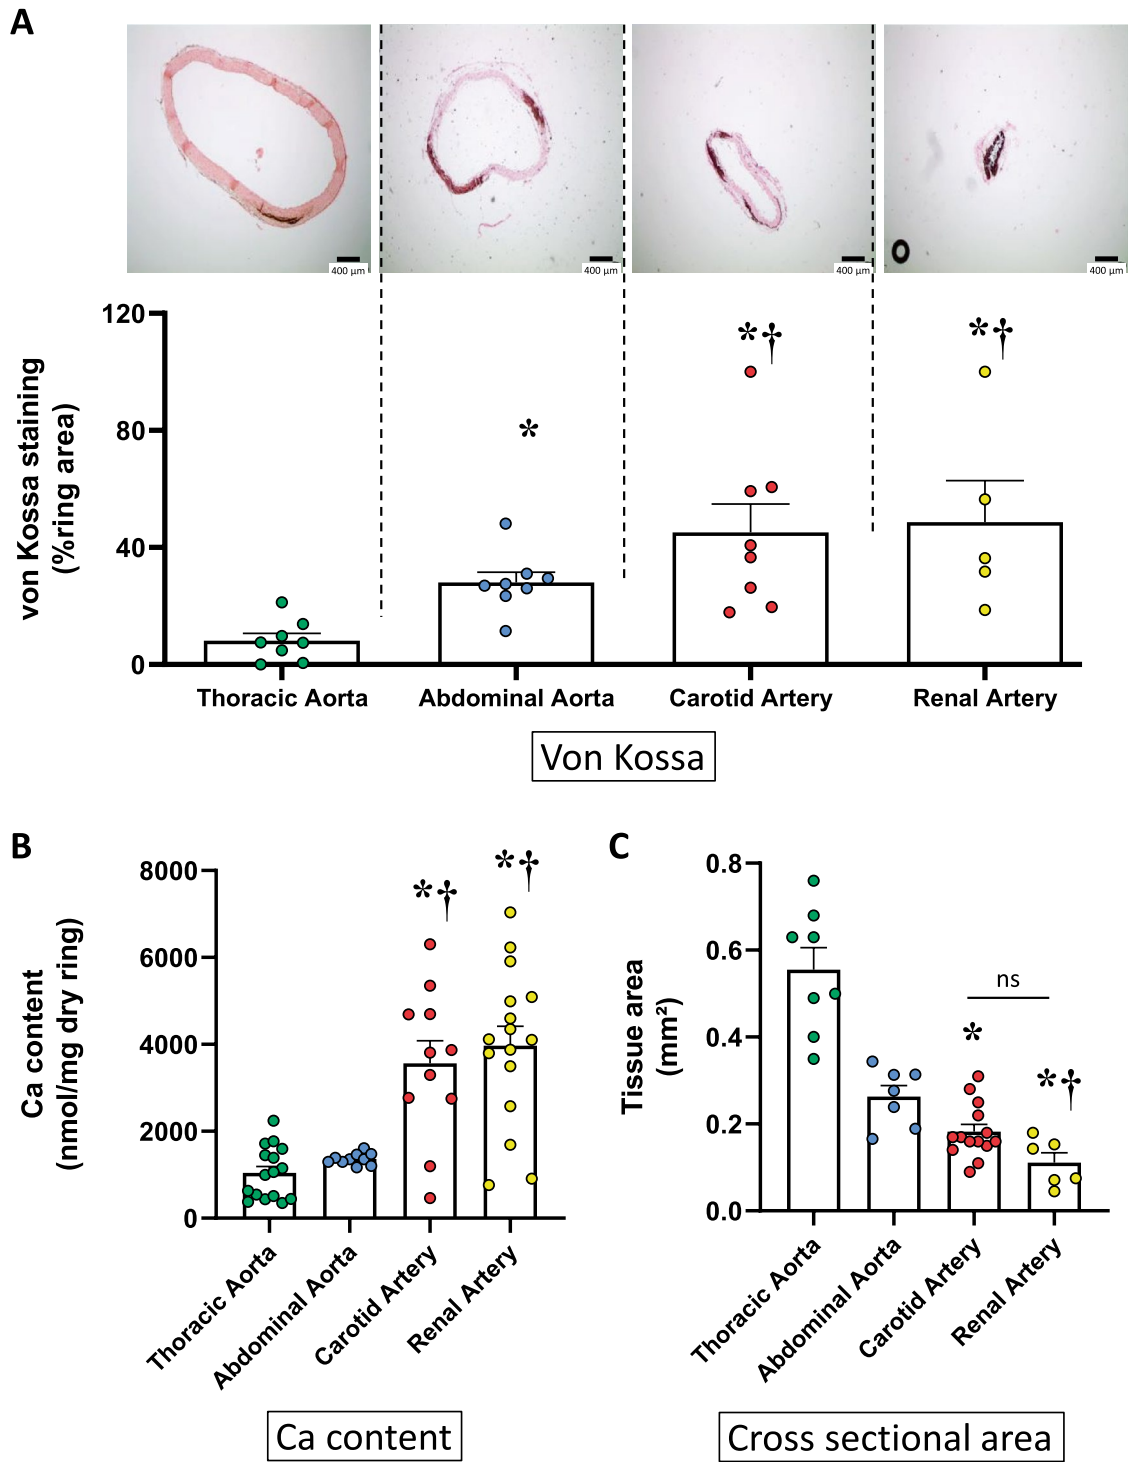 A
400 µm
400 µm
400 µm
400 µm
von Kossa staining
(%ring area)
120
80
40
0
*
*†
*†
Thoracic Aorta
Abdominal Aorta
Carotid Artery
Renal Artery
Von Kossa
B
Ca content
(nmol/mg dry ring)
8000
6000
4000
2000
0
*†
*†
Thoracic Aorta
Abdominal Aorta
Carotid Artery
Renal Artery
Ca content
C
Tissue area
(mm²)
0.8
0.6
0.4
0.2
0.0
ns
*
*†
Thoracic Aorta
Abdominal Aorta
Carotid Artery
Renal Artery
Cross sectional area